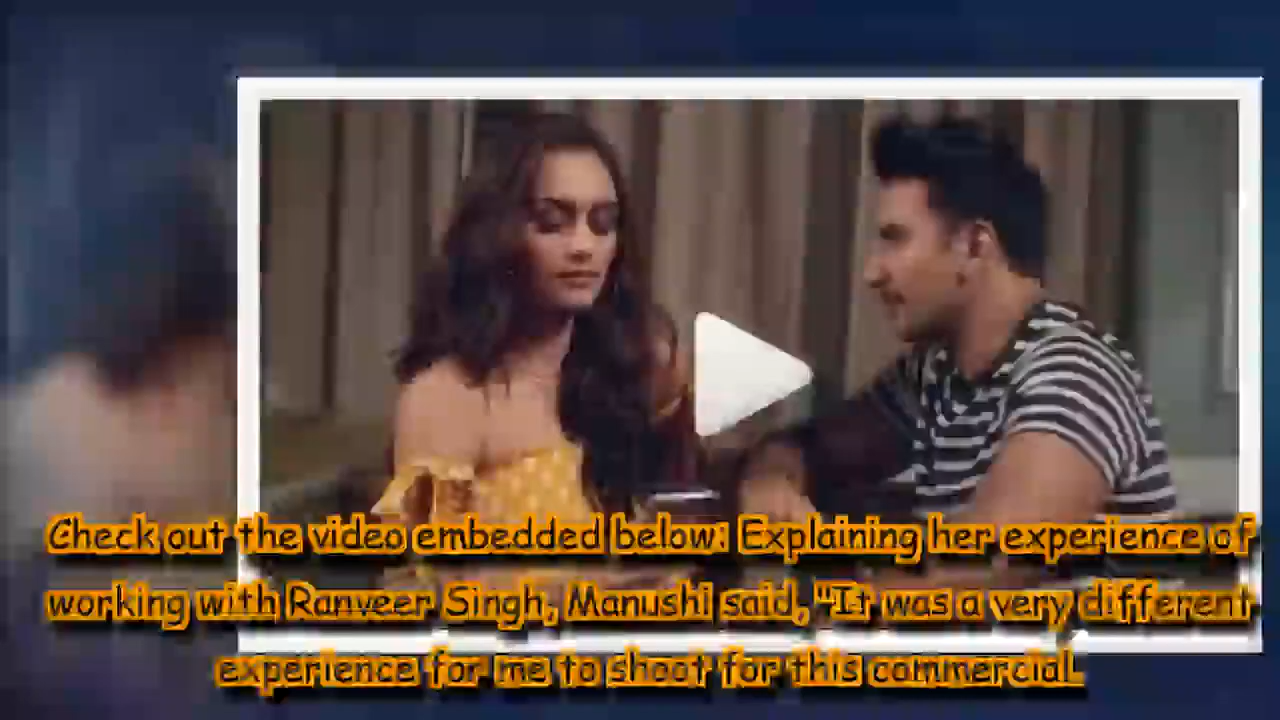 Check out the video embedded below: Explaining her experience of
working with Ranveer Singh, Manushi said, "It was a very different
experience for me to shoot for this commercial.